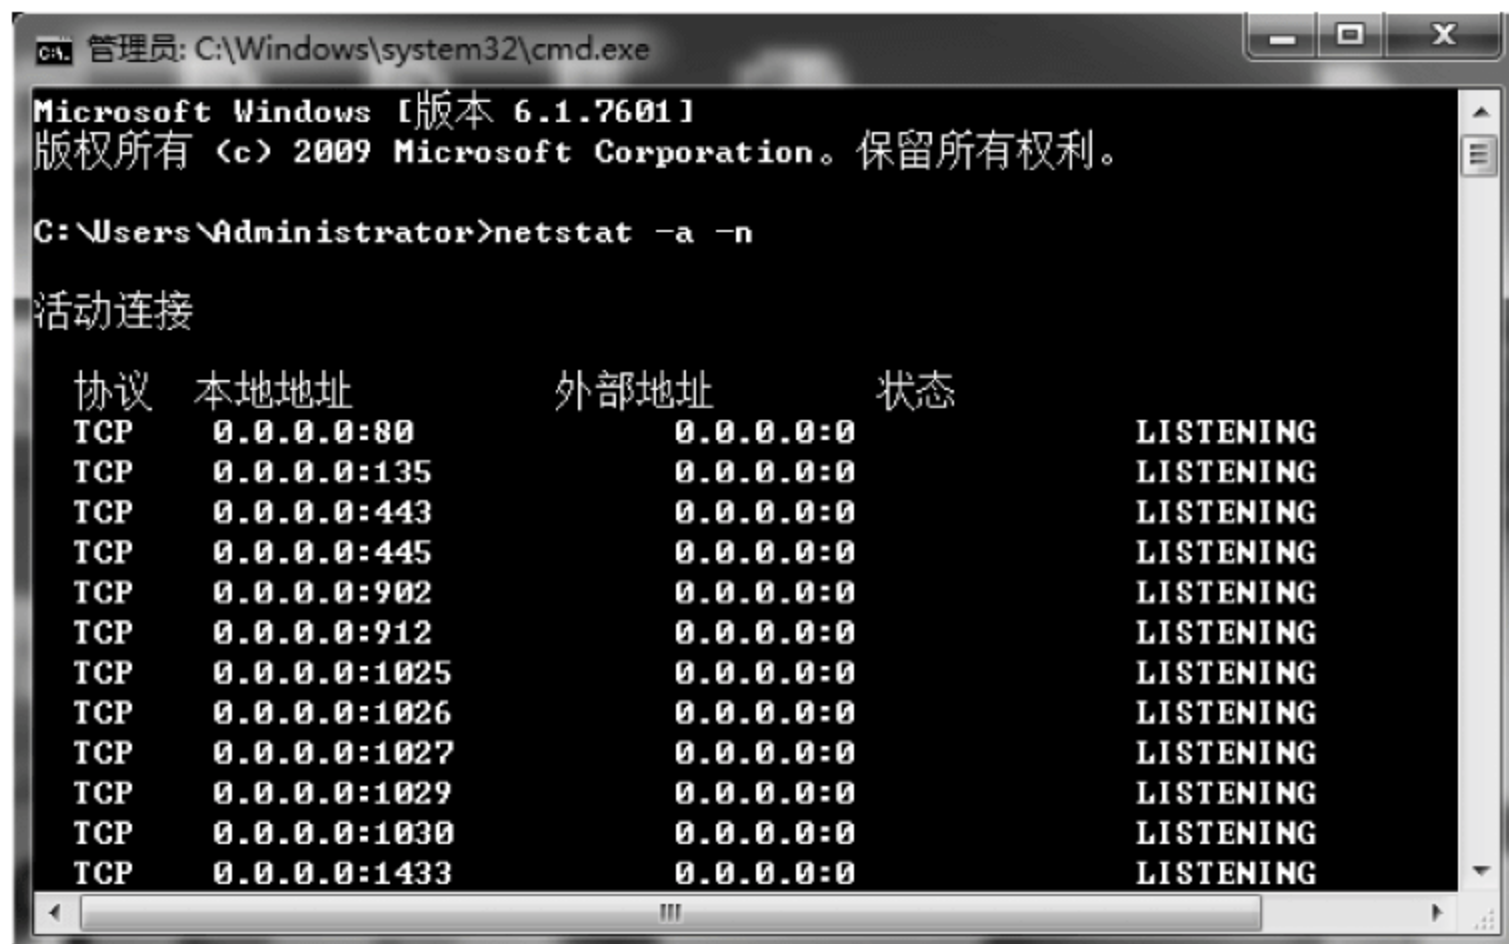 管理员: C:\Windows\system32\cmd.exe
Microsoft Windows [版本 6.1.7601]
版权所有 (c) 2009 Microsoft Corporation。保留所有权利。
C:\Users\Administrator>netstat -a -n
活动连接
协议 本地地址 外部地址 状态
TCP 0.0.0.0:80 0.0.0.0:0 LISTENING
TCP 0.0.0.0:135 0.0.0.0:0 LISTENING
TCP 0.0.0.0:443 0.0.0.0:0 LISTENING
TCP 0.0.0.0:445 0.0.0.0:0 LISTENING
TCP 0.0.0.0:902 0.0.0.0:0 LISTENING
TCP 0.0.0.0:912 0.0.0.0:0 LISTENING
TCP 0.0.0.0:1025 0.0.0.0:0 LISTENING
TCP 0.0.0.0:1026 0.0.0.0:0 LISTENING
TCP 0.0.0.0:1027 0.0.0.0:0 LISTENING
TCP 0.0.0.0:1029 0.0.0.0:0 LISTENING
TCP 0.0.0.0:1030 0.0.0.0:0 LISTENING
TCP 0.0.0.0:1433 0.0.0.0:0 LISTENING